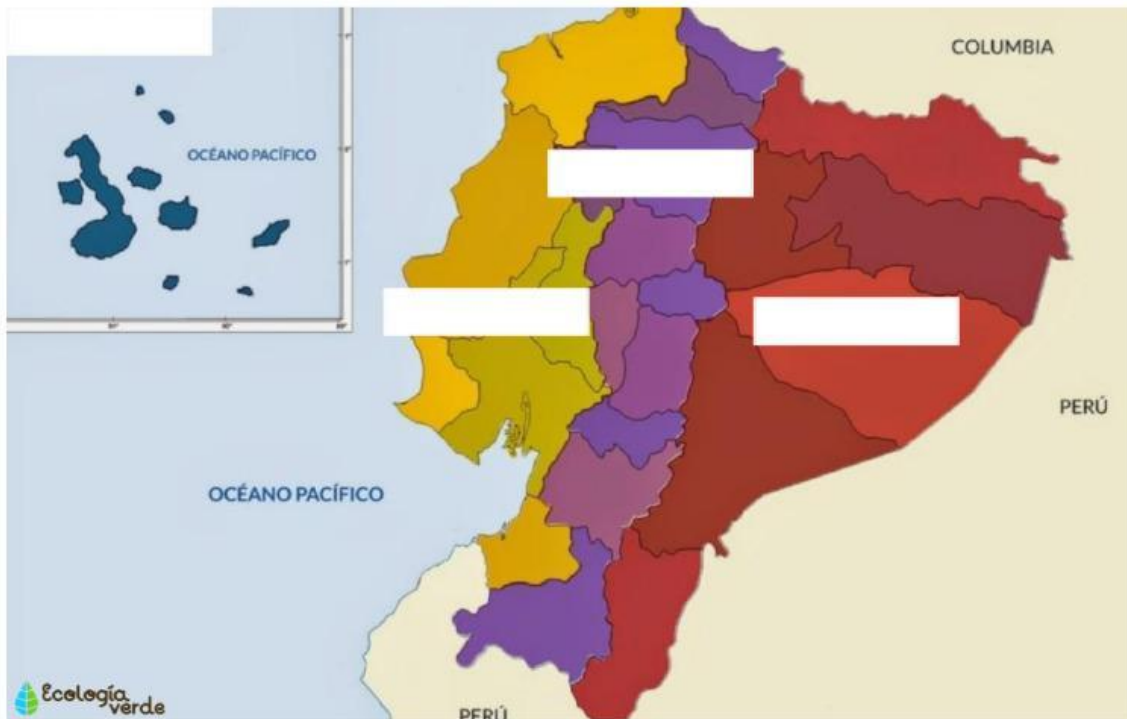 COLUMBIA
OCÉANO PACÍFICO
PERÚ
OCÉANO PACÍFICO
Ecología
verde
PERÚ